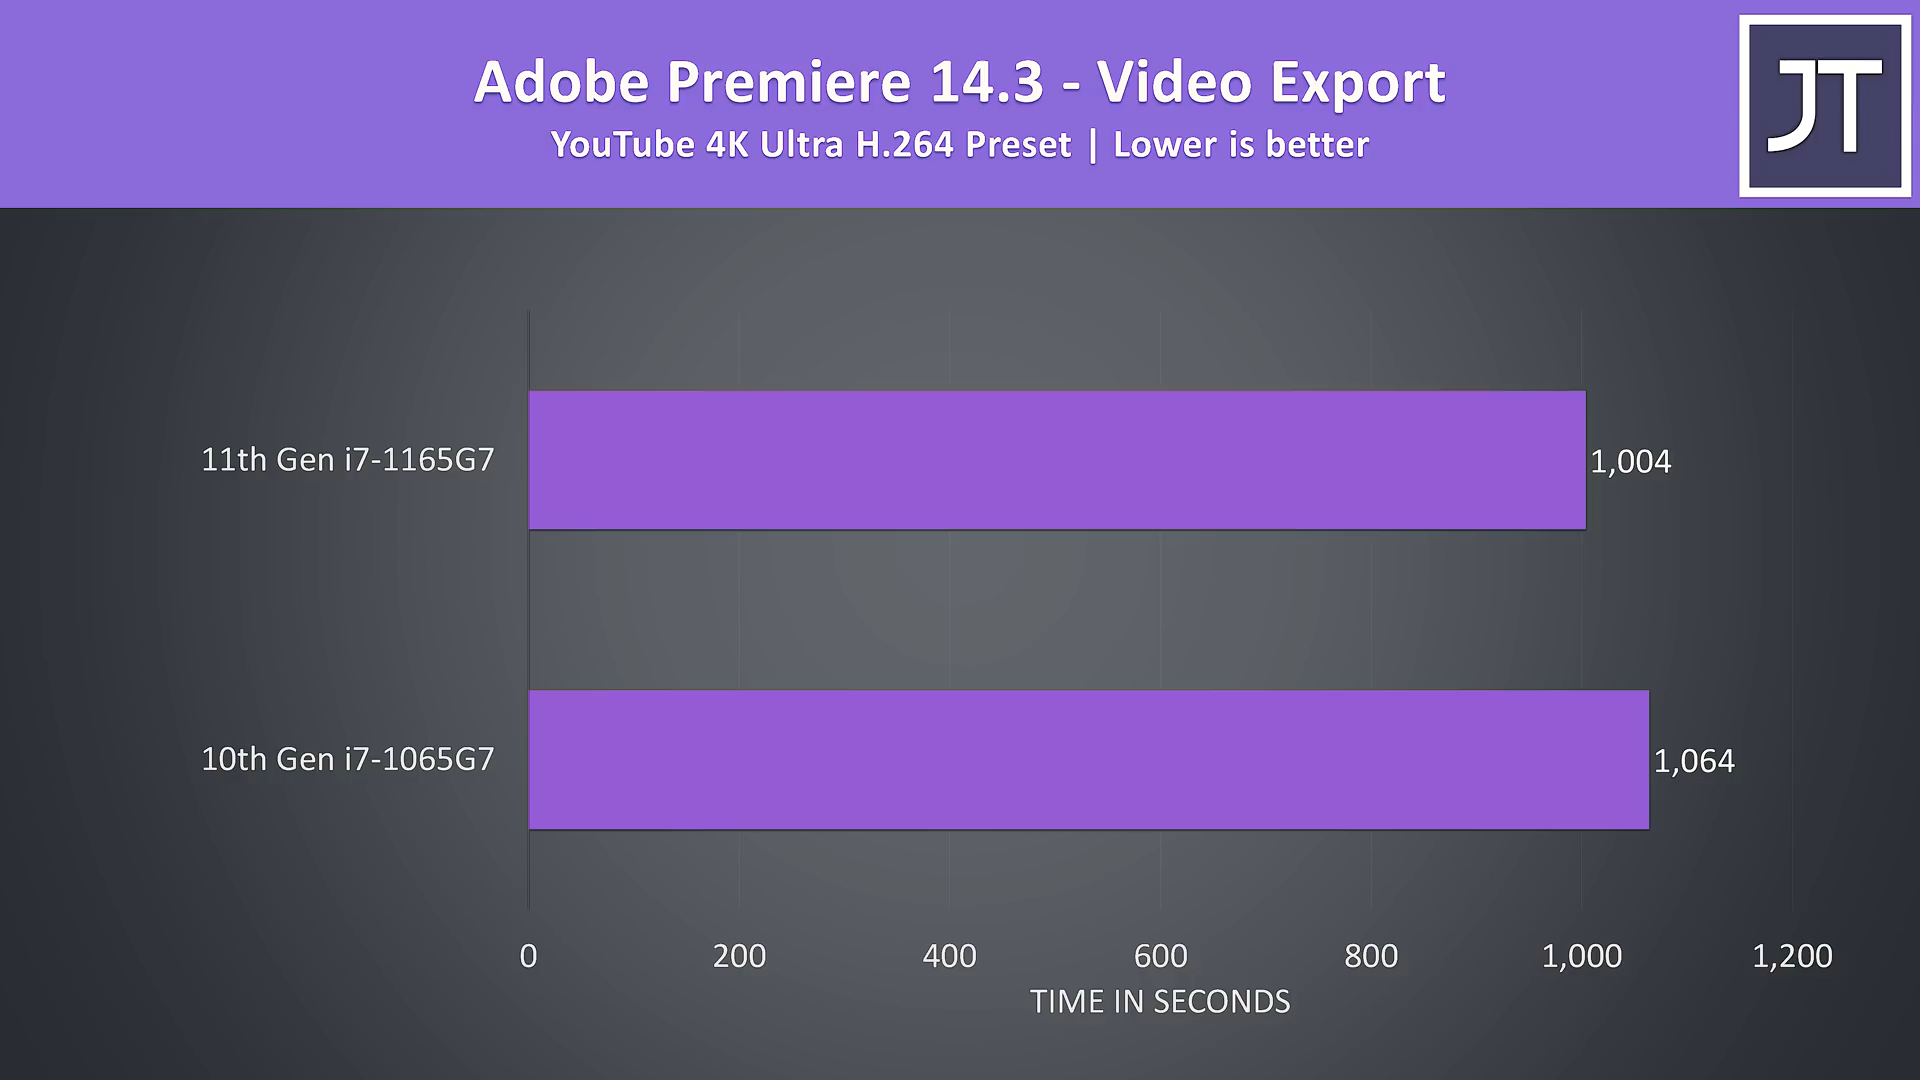 Adobe Premiere 14.3 - Video Export
YouTube 4K Ultra H.264 Preset | Lower is better
JT
11th Gen i7-1165G7
1,004
10th Gen i7-1065G7
1,064
0 200 400 600 800 1,000 1,200
TIME IN SECONDS